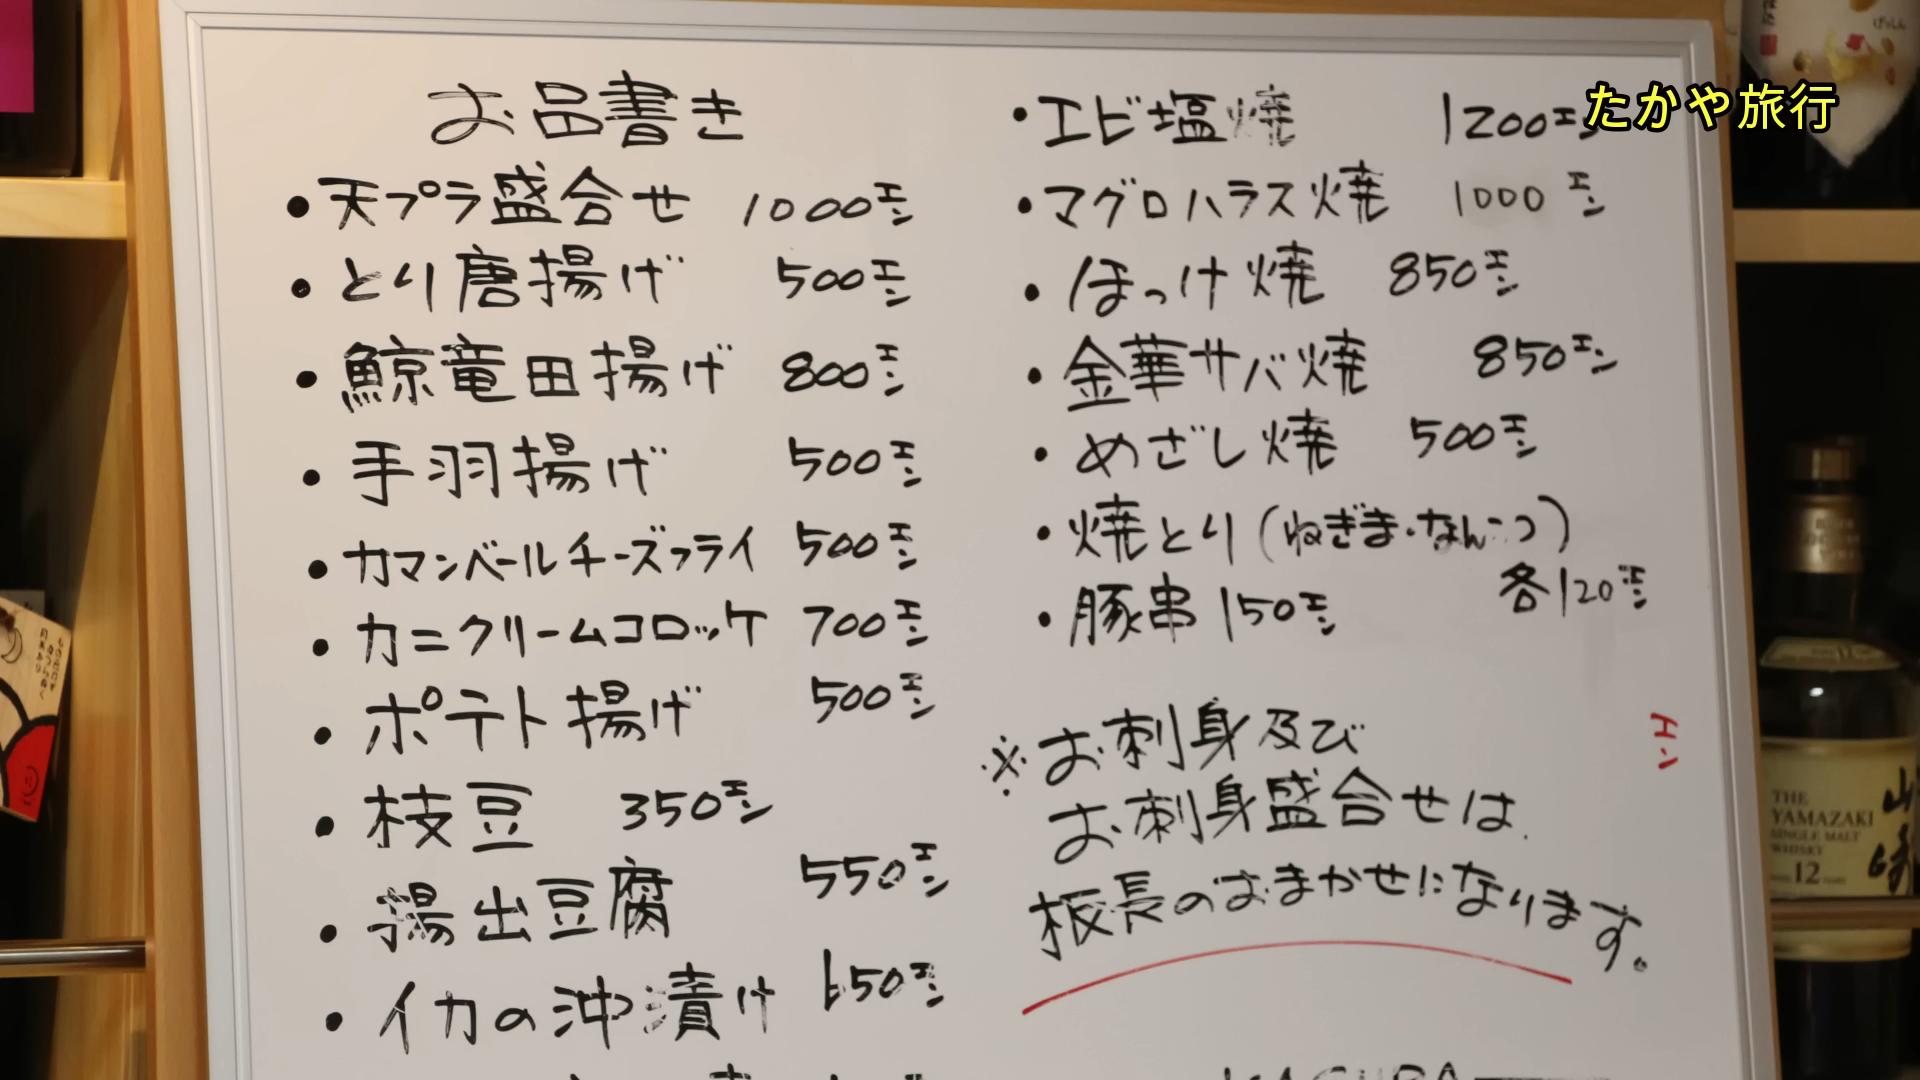 お品書き
・天プラ盛合せ 1000エン
・とり唐揚げ 500エン
・鯨竜田揚げ 800エン
・手羽揚げ 500エン
・カマンベールチーズフライ 500エン
・カニクリームコロッケ 700エン
・ポテト揚げ 500エン
・枝豆 350エン
・揚出豆腐 550エン
・イカの沖漬け
・エビ塩焼 1200エン
・マグロハラス焼 1000エン
・ほっけ焼 850エン
・金華サバ焼 850エン
・めざし焼 500エン
・焼とり(ねぎま・なんこつ)
各120エン
・豚串 150エン
※お刺身及び
お刺身盛合せは
板長のおまかせになります。
エン
たかや旅行
THE
YAMAZAKI
SINGLE MALT
WHISKY
12
山崎